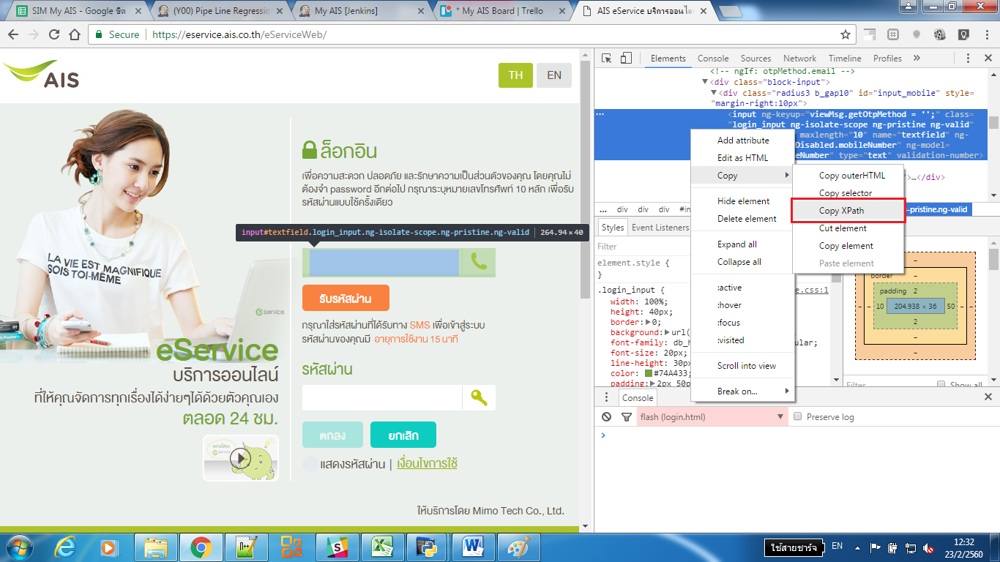 SIM My AIS - Google ชีต
(Y00) Pipe Line Regressio
My AIS [Jenkins]
* My AIS Board | Trello
AIS eService บริการออนไลน
Secure
https://eservice.ais.co.th/eServiceWeb/
AIS
TH
EN
ล็อกอิน
เพื่อความสะดวก ปลอดภัย และรักษาความเป็นส่วนตัวของคุณ โดยคุณไม่
ต้องจำ password อีกต่อไป กรุณาระบุหมายเลขโทรศัพท์ 10 หลัก เพื่อรับ
รหัสผ่านแบบใช้ครั้งเดียว
input#textfield.login_input.ng-isolate-scope.ng-pristine.ng-valid | 264.94 × 40
LA VIE EST MAGNIFIQUE
SOIS TOI-MÊME
eservice
รับรหัสผ่าน
กรุณาใส่รหัสผ่านที่ได้รับทาง SMS เพื่อเข้าสู่ระบบ
รหัสผ่านของคุณมี อายุการใช้งาน 15 นาที
eService
บริการออนไลน์
ที่ให้คุณจัดการทุกเรื่องได้ง่ายๆได้ด้วยตัวคุณเอง
ตลอด 24 ชม.
รหัสผ่าน
ตกลง
ยกเลิก
แสดงรหัสผ่าน | เงื่อนไขการใช้
ให้บริการโดย Mimo Tech Co., Ltd.
Elements
Console
Sources
Network
Timeline
Profiles
»
<!-- ngIf: otpMethod.email -->
<div class="block-input">
<div class="radius3 b_gap10" id="input_mobile" style=
"margin-right:10px">
<input ng-keyup="viewMsg.getOtpMethod = '';" class=
"login_input ng-isolate-scope ng-pristine ng-valid"
maxlength="10" name="textfield" ng-
Disabled.mobileNumber" ng-model=
eNumber" type="text" validation-number>
">…</div>
Add attribute
Edit as HTML
Copy
Hide element
Delete element
Expand all
Collapse all
:active
:hover
:focus
:visited
Scroll into view
Break on...
Copy outerHTML
Copy selector
Copy XPath
Cut element
Copy element
Paste element
...
div
div
div
-pristine.ng-valid
Styles
Event Listeners
Filter
element.style {
}
.login_input {
e.css:1
width: 100%;
height: 40px;
border:▶0;
background:▶url(
font-family: db_h
ular;
font-size: 20px;
line-height: 30px
color: #74A433;
padding:▶2px 50p
border
–
–
padding 2
10
204.938 × 36
50
2
–
–
Filter
Show all
Console
flash (login.html)
Preserve log
ใช้สายชาร์จ
EN
12:32
23/2/2560